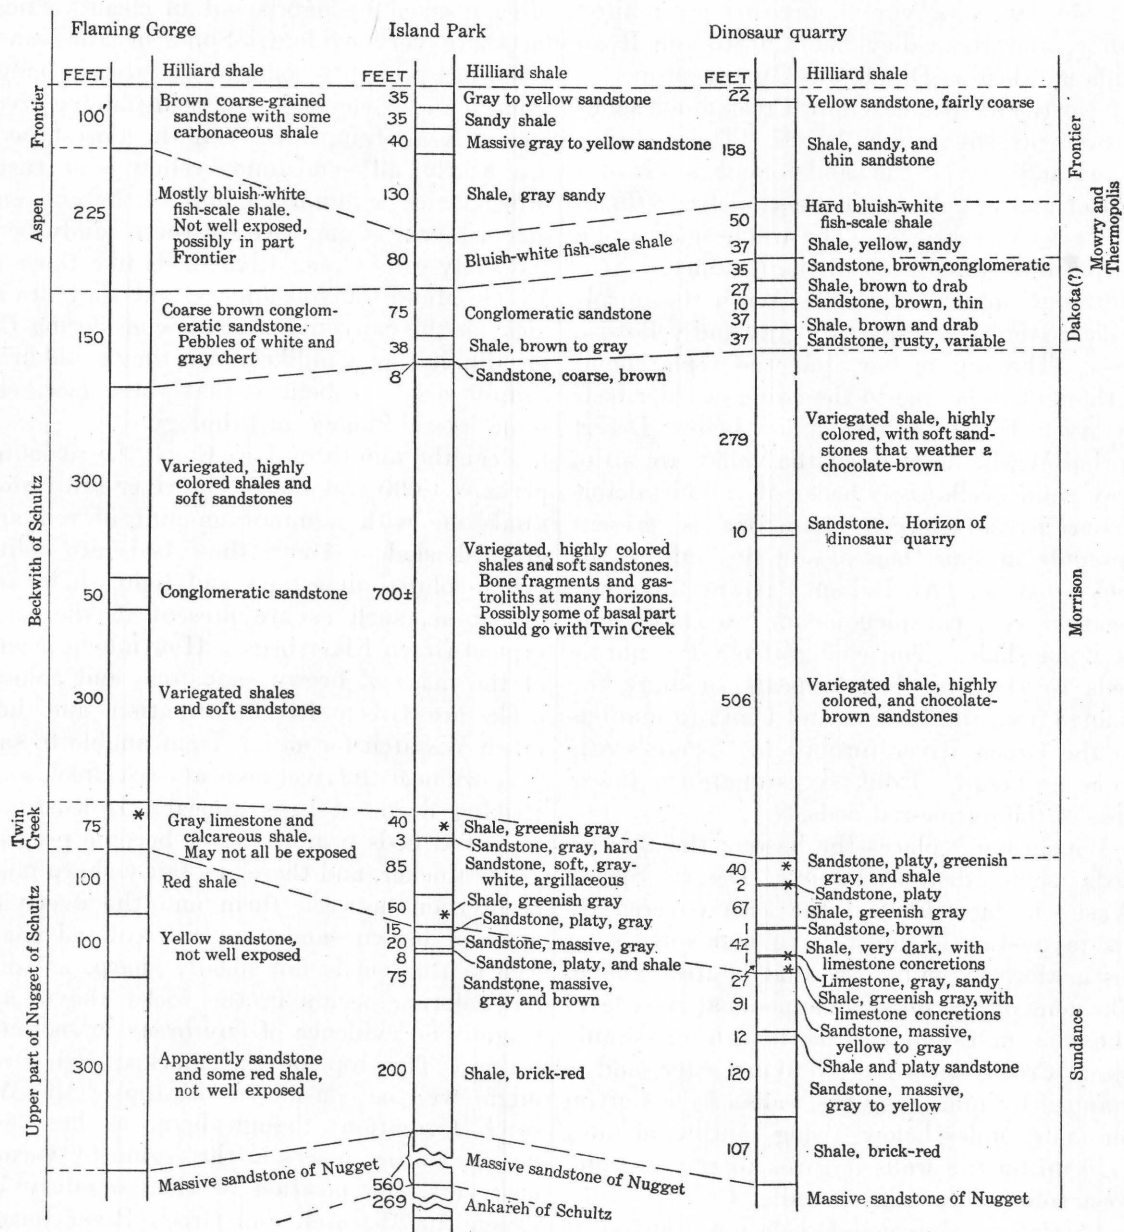 Flaming Gorge
Island Park
Dinosaur quarry
FEET
Hilliard shale
100
Brown coarse-grained
sandstone with some
carbonaceous shale
225
Mostly bluish-white
fish-scale shale.
Not well exposed,
possibly in part
Frontier
150
Coarse brown conglom-
eratic sandstone.
Pebbles of white and
gray chert
300
Variegated, highly
colored shales and
soft sandstones
50
Conglomeratic sandstone
300
Variegated shales
and soft sandstones
75
*
Gray limestone and
calcareous shale.
May not all be exposed
100
Red shale
100
Yellow sandstone,
not well exposed
300
Apparently sandstone
and some red shale,
not well exposed
Massive sandstone of Nugget
Frontier
Aspen
Beckwith of Schultz
Twin
Creek
Upper part of Nugget of Schultz
FEET
Hilliard shale
35
Gray to yellow sandstone
35
Sandy shale
40
Massive gray to yellow sandstone
130
Shale, gray sandy
80
Bluish-white fish-scale shale
75
Conglomeratic sandstone
38
Shale, brown to gray
8
Sandstone, coarse, brown
700±
Variegated, highly colored
shales and soft sandstones.
Bone fragments and gas-
troliths at many horizons.
Possibly some of basal part
should go with Twin Creek
40
*
Shale, greenish gray
3
Sandstone, gray, hard
85
Sandstone, soft, gray-
white, argillaceous
60
Shale, greenish gray
*
15
Sandstone, platy, gray
20
Sandstone, massive, gray
8
Sandstone, platy, and shale
75
Sandstone, massive,
gray and brown
200
Shale, brick-red
560
Massive sandstone of Nugget
269
Ankareh of Schultz
FEET
Hilliard shale
22
Yellow sandstone, fairly coarse
158
Shale, sandy, and
thin sandstone
50
Hard bluish-white
fish-scale shale
37
Shale, yellow, sandy
35
Sandstone, brown, conglomeratic
27
Shale, brown to drab
10
Sandstone, brown, thin
37
Shale, brown and drab
37
Sandstone, rusty, variable
279
Variegated shale, highly
colored, with soft sand-
stones that weather a
chocolate-brown
10
Sandstone. Horizon of
dinosaur quarry
506
Variegated shale, highly
colored, and chocolate-
brown sandstones
40
*
Sandstone, platy, greenish
gray, and shale
2
*
Sandstone, platy
67
Shale, greenish gray
1
Sandstone, brown
42
Shale, very dark, with
limestone concretions
1
*
Limestone, gray, sandy
27
*
Shale, greenish gray, with
limestone concretions
91
Sandstone, massive,
yellow to gray
12
Shale and platy sandstone
120
Sandstone, massive,
gray to yellow
107
Shale, brick-red
Massive sandstone of Nugget
Frontier
Mowry and
Thermopolis
Dakota(?)
Morrison
Sundance